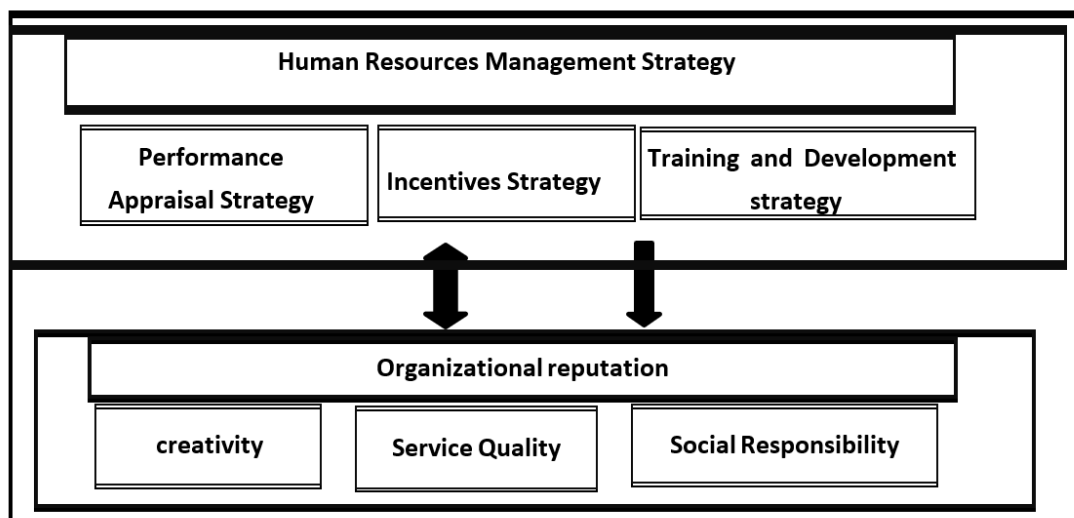 Human Resources Management Strategy
Performance
Appraisal Strategy
Incentives Strategy
Training and Development
strategy
Organizational reputation
creativity
Service Quality
Social Responsibility